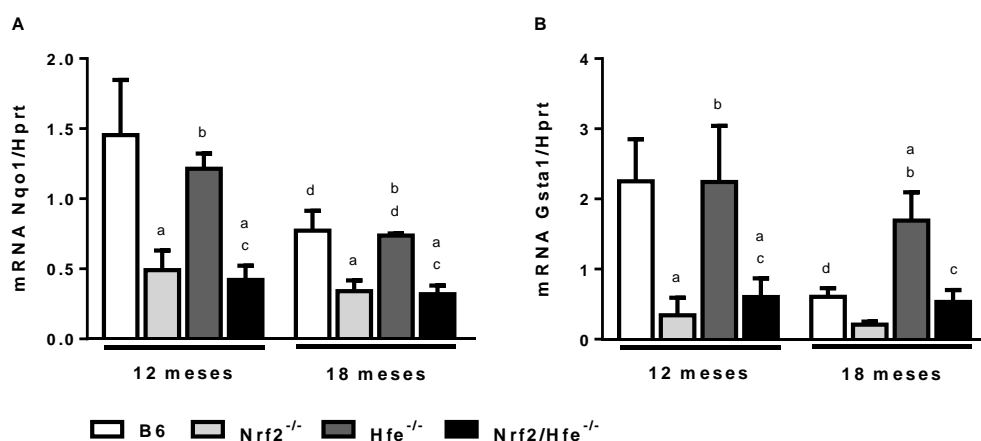 A
mRNA Nqo1/Hprt
2.0
1.5
1.0
0.5
0.0
a
b
a
c
d
a
b
d
a
c
12 meses
18 meses
B
mRNA Gsta1/Hprt
4
3
2
1
0
a
b
a
c
d
a
b
c
12 meses
18 meses
B6
Nrf2-/-
Hfe-/-
Nrf2/Hfe-/-